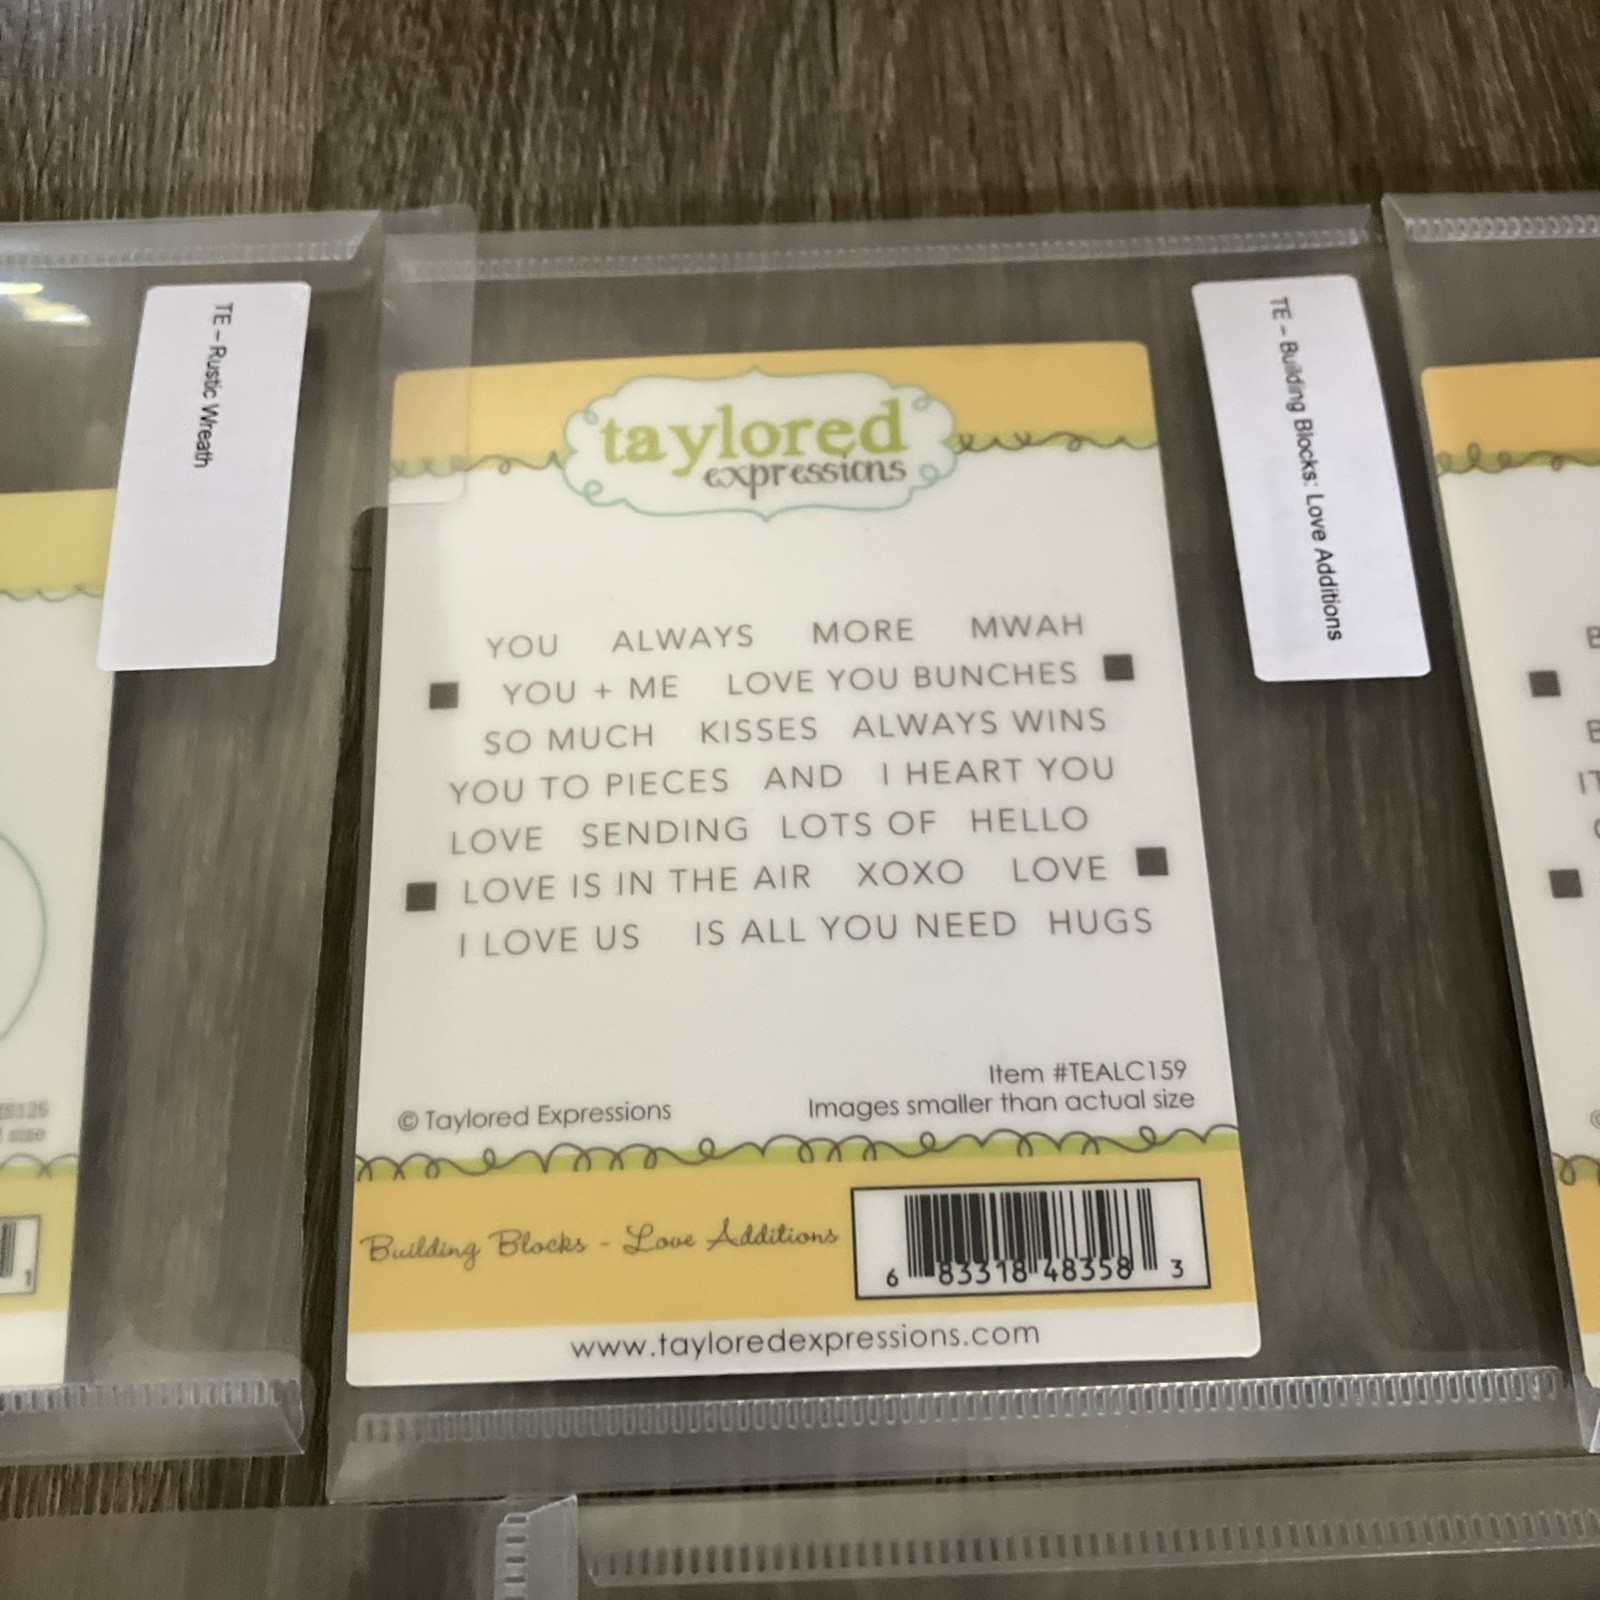 TE – Rustic Wreath
TE – Building Blocks: Love Additions
taylored
expressions
YOU ALWAYS MORE MWAH
YOU + ME LOVE YOU BUNCHES
SO MUCH KISSES ALWAYS WINS
YOU TO PIECES AND I HEART YOU
LOVE SENDING LOTS OF HELLO
LOVE IS IN THE AIR XOXO LOVE
I LOVE US IS ALL YOU NEED HUGS
Item #TEALC159
© Taylored Expressions Images smaller than actual size
Building Blocks - Love Additions
6 83318 48358 3
www.tayloredexpressions.com
1